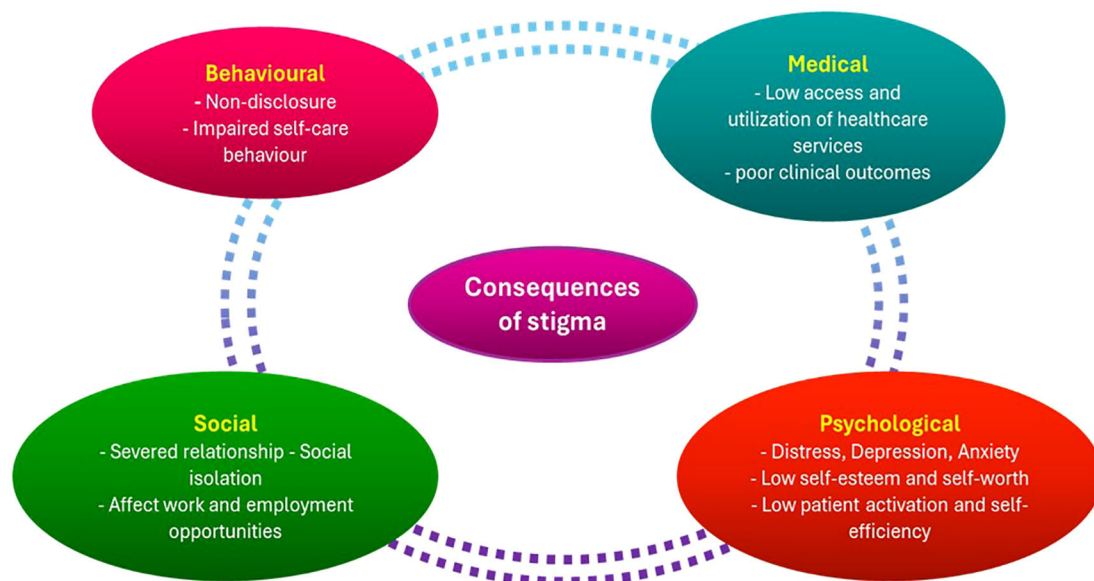 Behavioural
- Non-disclosure
- Impaired self-care
behaviour
Medical
- Low access and
utilization of healthcare
services
- poor clinical outcomes
Consequences
of stigma
Social
- Severed relationship - Social
isolation
- Affect work and employment
opportunities
Psychological
- Distress, Depression, Anxiety
- Low self-esteem and self-worth
- Low patient activation and self-
efficiency